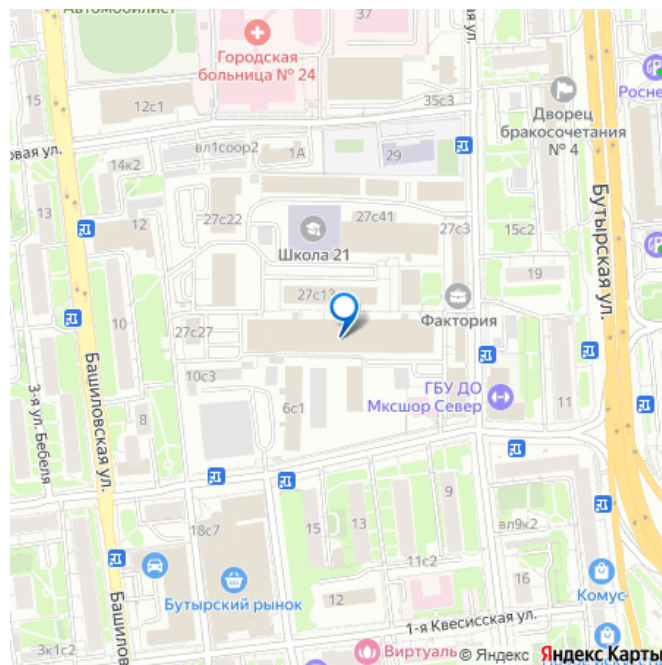 Автомобилист
37
Городская
больница № 24
15
12с1
35с3
Роснеф
Дворец
бракосочетания
№ 4
овая ул.
вл1соор2
1А
29
14к2
13
12
27с22
27с41
27с3
15с2
Бутырская ул.
Школа 21
19
27с13
Фактория
10
27с27
Башиловская ул.
3-я ул. Бебеля
10с3
ГБУ ДО
Мксшор Север
6с1
8
11
9
18с7
15
13
вл9к2
11с2
16
Комус
Бутырский рынок
12
1-я Квесисская ул.
3к1с2
Башилов
Виртуаль
© Яндекс
Яндекс Карты